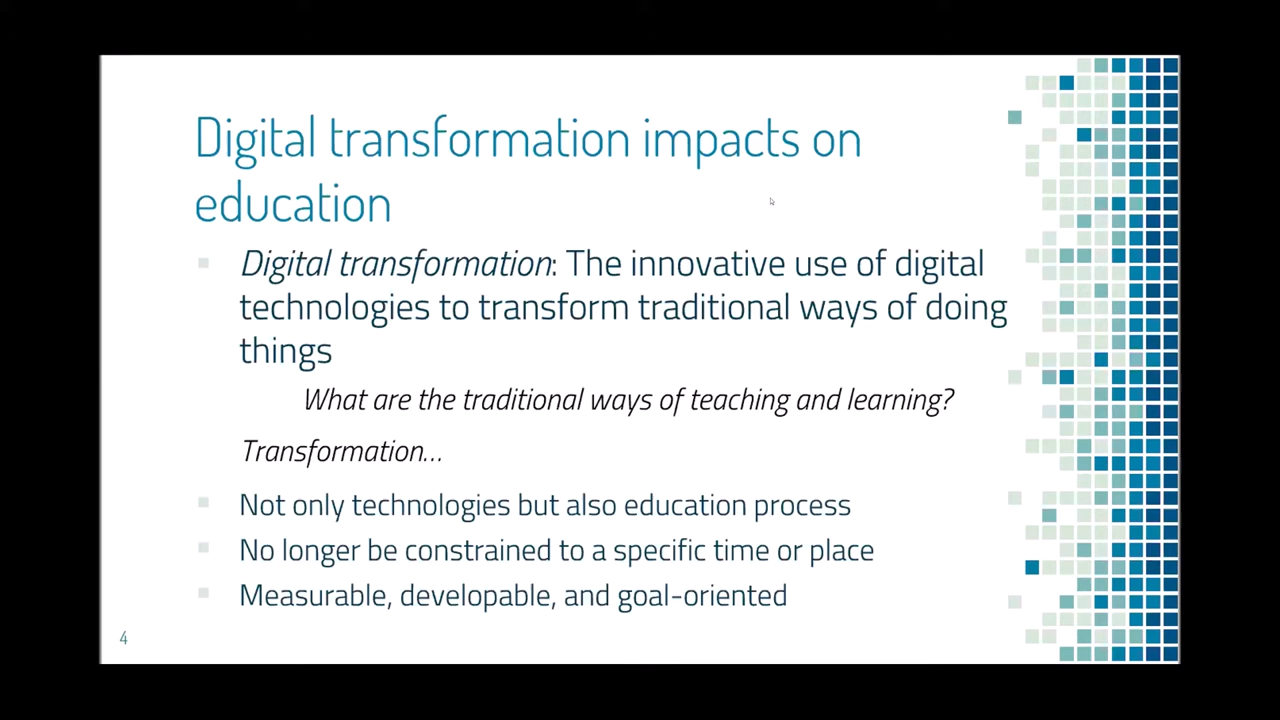 Digital transformation impacts on
education
Digital transformation: The innovative use of digital
technologies to transform traditional ways of doing
things
What are the traditional ways of teaching and learning?
Transformation...
Not only technologies but also education process
No longer be constrained to a specific time or place
Measurable, developable, and goal-oriented
4